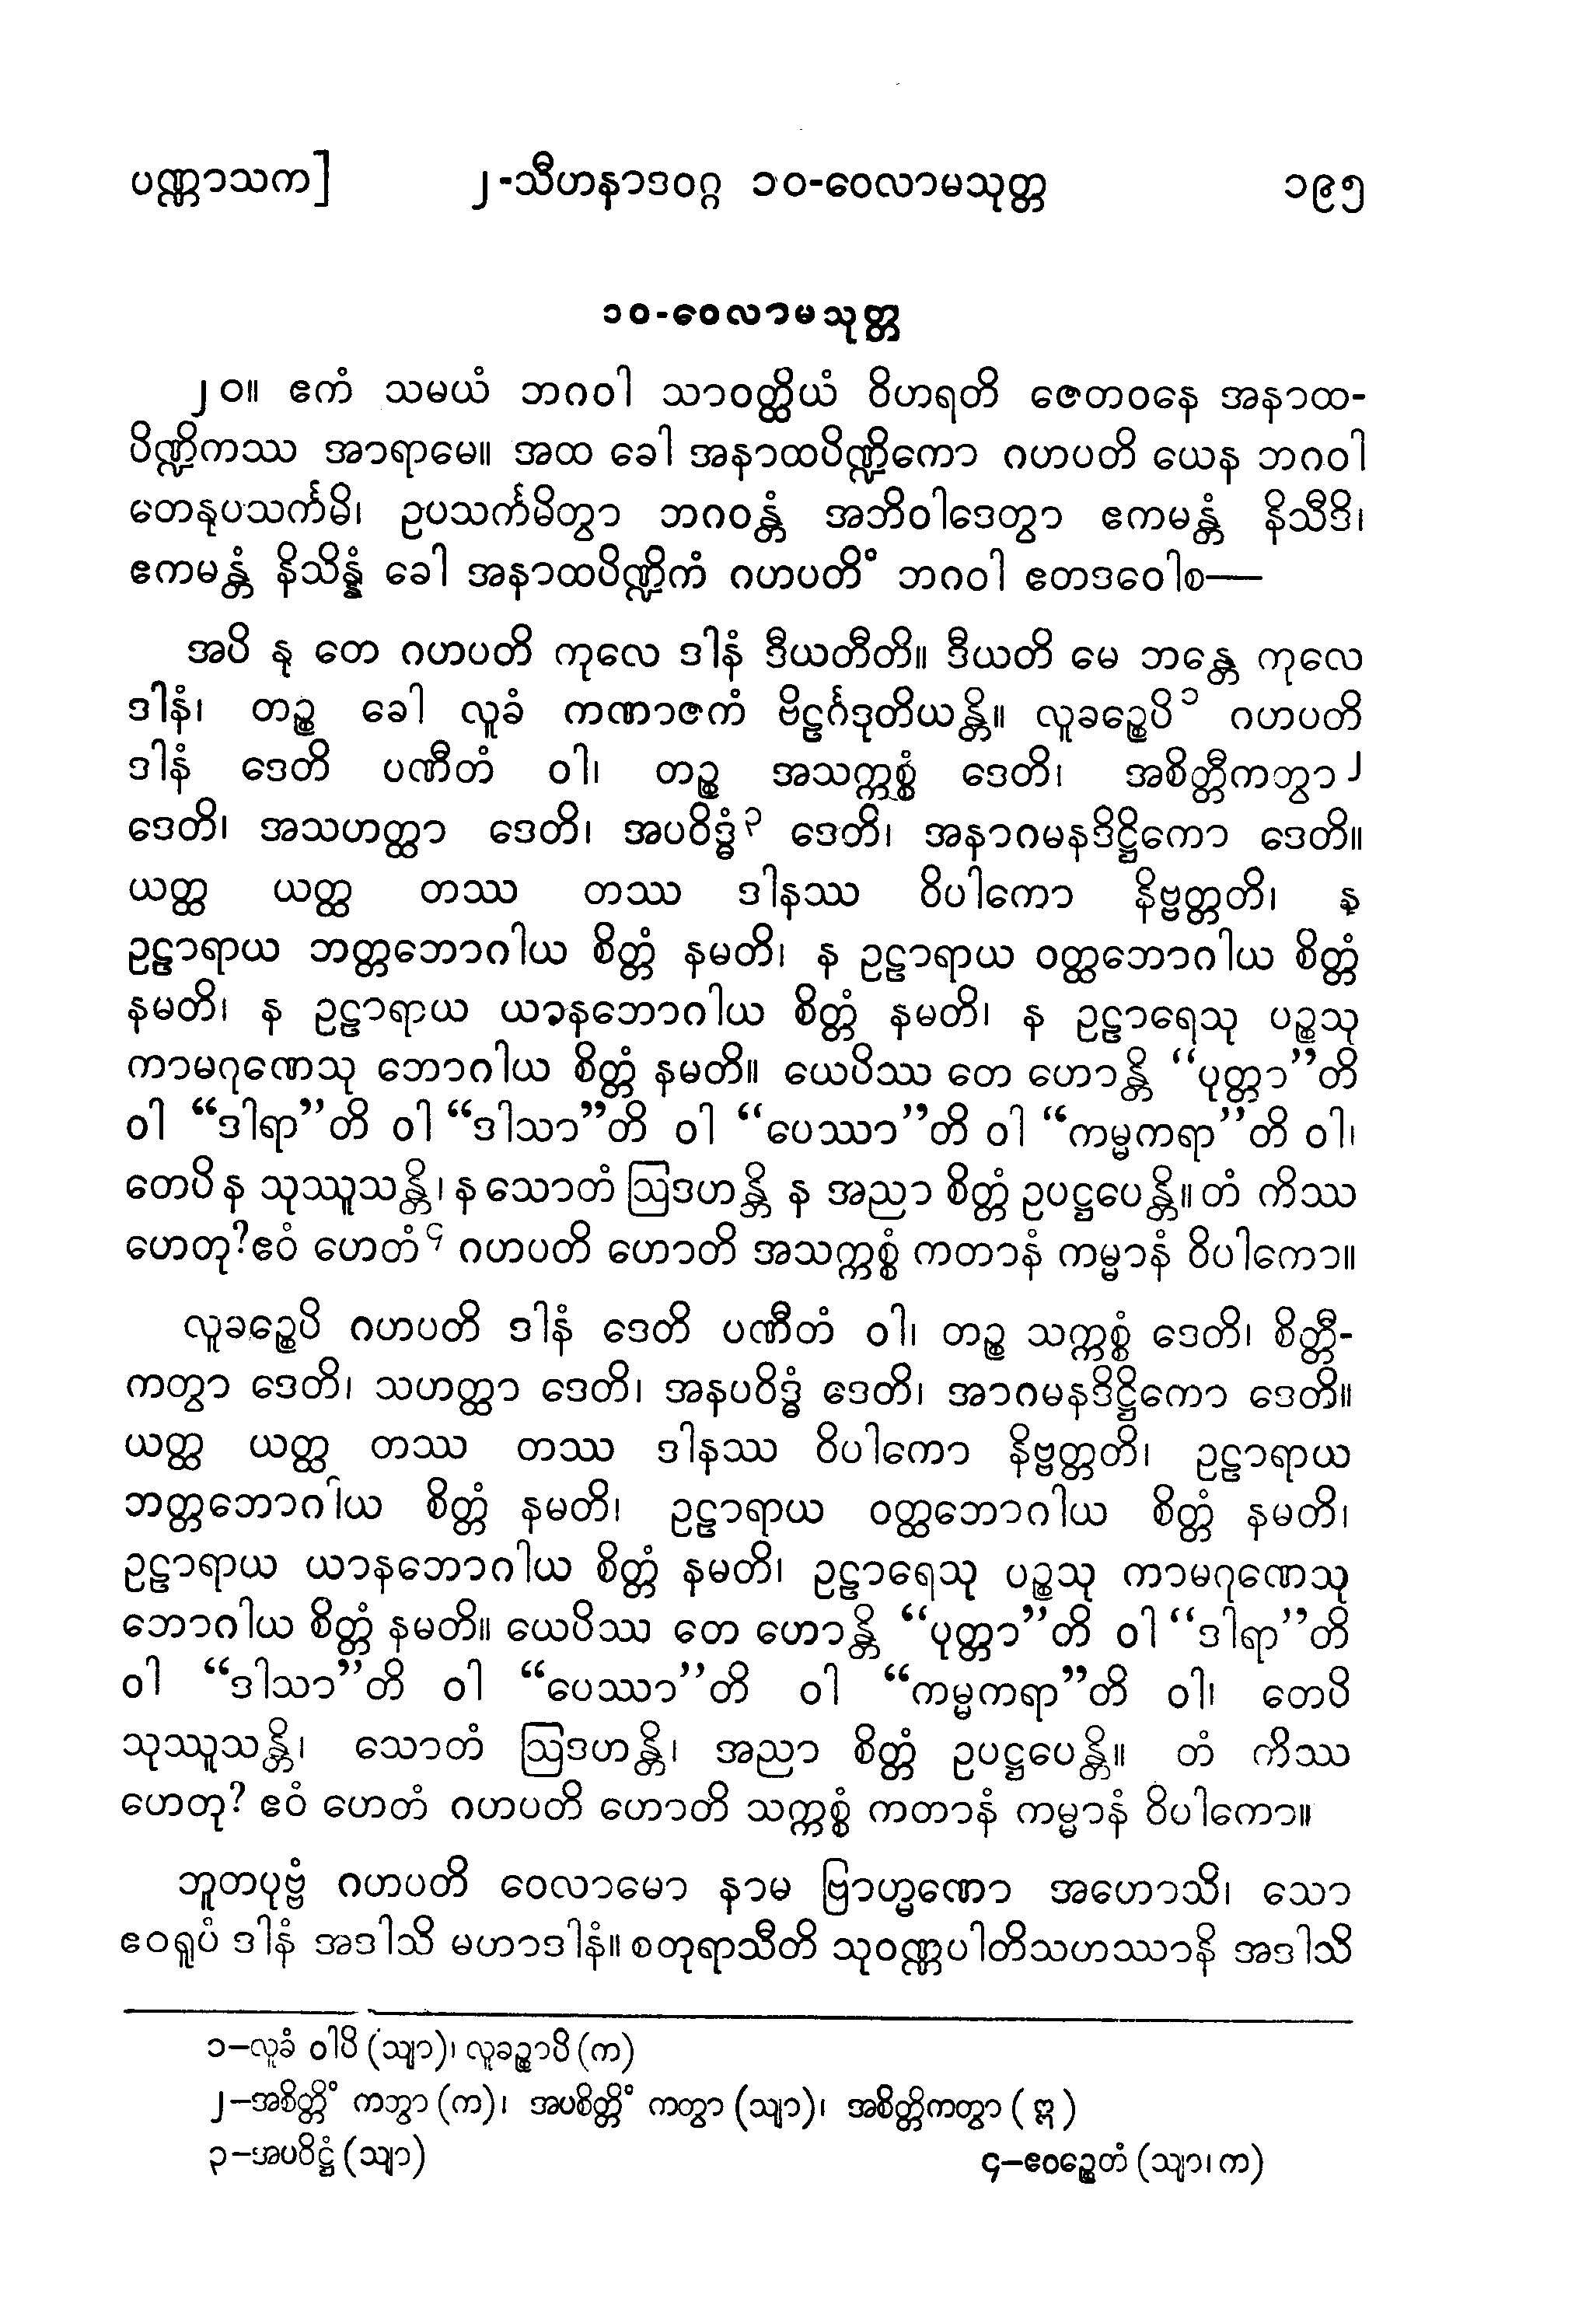 ပဏ္ဏာသက] ၂-သီဟနာဒဝဂ္ဂ ၁၀-ဝေလာမသုတ္တ ၁၉၅
၁၀-ဝေလာမသုတ္တ
၂၀။ ဧကံ သမယံ ဘဂဝါ သာဝတ္ထိယံ ဝိဟရတိ ဇေတဝနေ အနာထ-
ပိဏ္ဍိကဿ အာရာမေ။ အထ ခေါ အနာထပိဏ္ဍိကော ဂဟပတိ ယေန ဘဂဝါ
တေနုပသင်္ကမိ၊ ဥပသင်္ကမိတွာ ဘဂဝန္တံ အဘိဝါဒေတွာ ဧကမန္တံ နိသီဒိ၊
ဧကမန္တံ နိသိန္နံ ခေါ အနာထပိဏ္ဍိကံ ဂဟပတိံ ဘဂဝါ ဧတဒဝေါစ—
အပိ နု တေ ဂဟပတိ ကုလေ ဒါနံ ဒီယတီတိ။ ဒီယတိ မေ ဘန္တေ ကုလေ
ဒါနံ၊ တဉ္စ ခေါ လူခံ ကဏာဇကံ ဗိဠင်္ဂဒုတိယန္တိ။ လူခဉ္စေပိ၁ ဂဟပတိ
ဒါနံ ဒေတိ ပဏီတံ ဝါ၊ တဉ္စ အသက္ကစ္စံ ဒေတိ၊ အစိတ္တီကတွာ၂
ဒေတိ၊ အသဟတ္ထာ ဒေတိ၊ အပဝိဒ္ဓံ၃ ဒေတိ၊ အနာဂမနဒိဋ္ဌိကော ဒေတိ။
ယတ္ထ ယတ္ထ တဿ တဿ ဒါနဿ ဝိပါကော နိဗ္ဗတ္တတိ၊ န
ဥဠာရာယ ဘတ္တဘောဂါယ စိတ္တံ နမတိ၊ န ဥဠာရာယ ဝတ္ထဘောဂါယ စိတ္တံ
နမတိ၊ န ဥဠာရာယ ယာနဘောဂါယ စိတ္တံ နမတိ၊ န ဥဠာရေသု ပဉ္စသု
ကာမဂုဏေသု ဘောဂါယ စိတ္တံ နမတိ။ ယေပိဿ တေ ဟောန္တိ “ပုတ္တာ”တိ
ဝါ “ဒါရာ”တိ ဝါ “ဒါသာ”တိ ဝါ “ပေဿာ”တိ ဝါ “ကမ္မကရာ”တိ ဝါ၊
တေပိ န သုဿူသန္တိ၊ န သောတံ ဩဒဟန္တိ န အညာ စိတ္တံ ဥပဋ္ဌပေန္တိ။ တံ ကိဿ
ဟေတု? ဧဝံ ဟေတံ၄ ဂဟပတိ ဟောတိ အသက္ကစ္စံ ကတာနံ ကမ္မာနံ ဝိပါကော။
လူခဉ္စေပိ ဂဟပတိ ဒါနံ ဒေတိ ပဏီတံ ဝါ၊ တဉ္စ သက္ကစ္စံ ဒေတိ၊ စိတ္တီ-
ကတွာ ဒေတိ၊ သဟတ္ထာ ဒေတိ၊ အနပဝိဒ္ဓံ ဒေတိ၊ အာဂမနဒိဋ္ဌိကော ဒေတိ။
ယတ္ထ ယတ္ထ တဿ တဿ ဒါနဿ ဝိပါကော နိဗ္ဗတ္တတိ၊ ဥဠာရာယ
ဘတ္တဘောဂါယ စိတ္တံ နမတိ၊ ဥဠာရာယ ဝတ္ထဘောဂါယ စိတ္တံ နမတိ၊
ဥဠာရာယ ယာနဘောဂါယ စိတ္တံ နမတိ၊ ဥဠာရေသု ပဉ္စသု ကာမဂုဏေသု
ဘောဂါယ စိတ္တံ နမတိ။ ယေပိဿ တေ ဟောန္တိ “ပုတ္တာ”တိ ဝါ “ဒါရာ”တိ
ဝါ “ဒါသာ”တိ ဝါ “ပေဿာ”တိ ဝါ “ကမ္မကရာ”တိ ဝါ၊ တေပိ
သုဿူသန္တိ၊ သောတံ ဩဒဟန္တိ၊ အညာ စိတ္တံ ဥပဋ္ဌပေန္တိ။ တံ ကိဿ
ဟေတု? ဧဝံ ဟေတံ ဂဟပတိ ဟောတိ သက္ကစ္စံ ကတာနံ ကမ္မာနံ ဝိပါကော။
ဘူတပုဗ္ဗံ ဂဟပတိ ဝေလာမော နာမ ဗြာဟ္မဏော အဟောသိ၊ သော
ဧဝရူပံ ဒါနံ အဒါသိ မဟာဒါနံ။ စတုရာသီတိ သုဝဏ္ဏပါတိသဟဿာနိ အဒါသိ
၁—လူခံ ဝါပိ (သျာ)၊ လူခဉ္စာပိ (က)
၂—အစိတ္တိံ ကတွာ (က)၊ အပစိတ္တိံ ကတွာ (သျာ)၊ အစိတ္တိကတွာ (ဋ္ဌ)
၃—အပဝိဋ္ဌံ (သျာ) ၄—ဧဝဉ္စေတံ (သျာ၊ က)